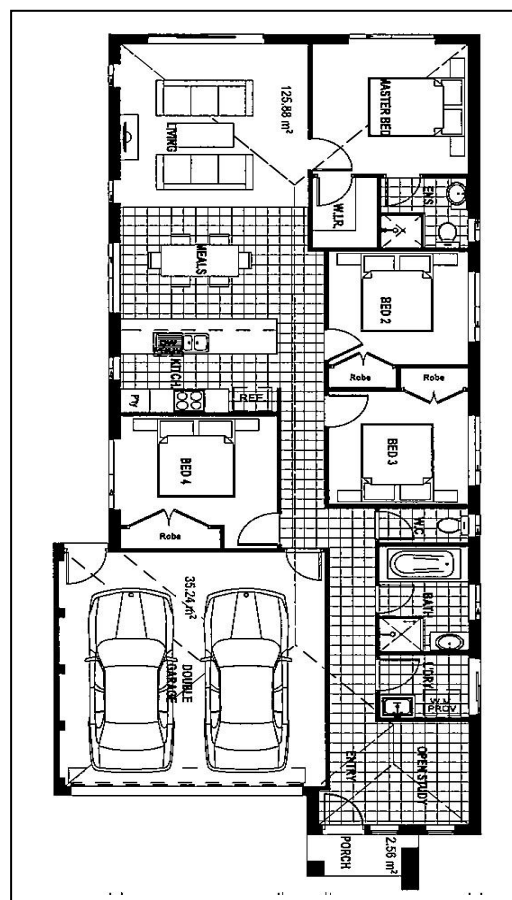 125.88 m²
MASTER BED
LIVING
W.I.R.
ENS
MEALS
BED 2
KITCH.
Robe
Robe
Pty
REF
BED 3
BED 4
W.C
Robe
BATH
35.24 m²
DOUBLE
GARAGE
L'DRY
W.M
PROV
ENTRY
OPEN STUDY
PORCH
2.56 m²